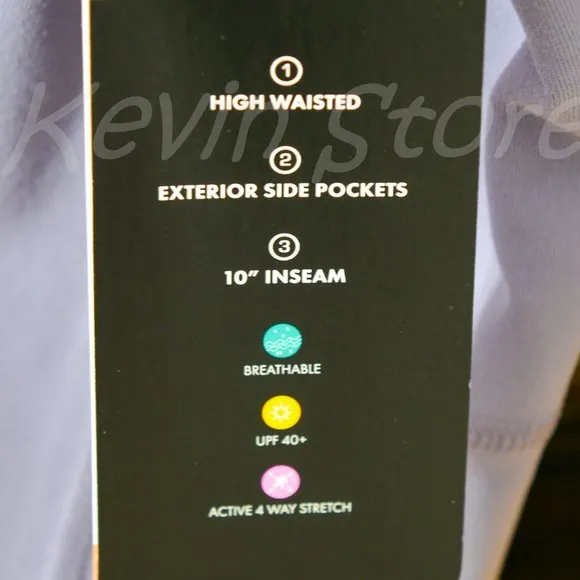 Kevin Store
1
HIGH WAISTED
2
EXTERIOR SIDE POCKETS
3
10” INSEAM
BREATHABLE
UPF 40+
ACTIVE 4 WAY STRETCH